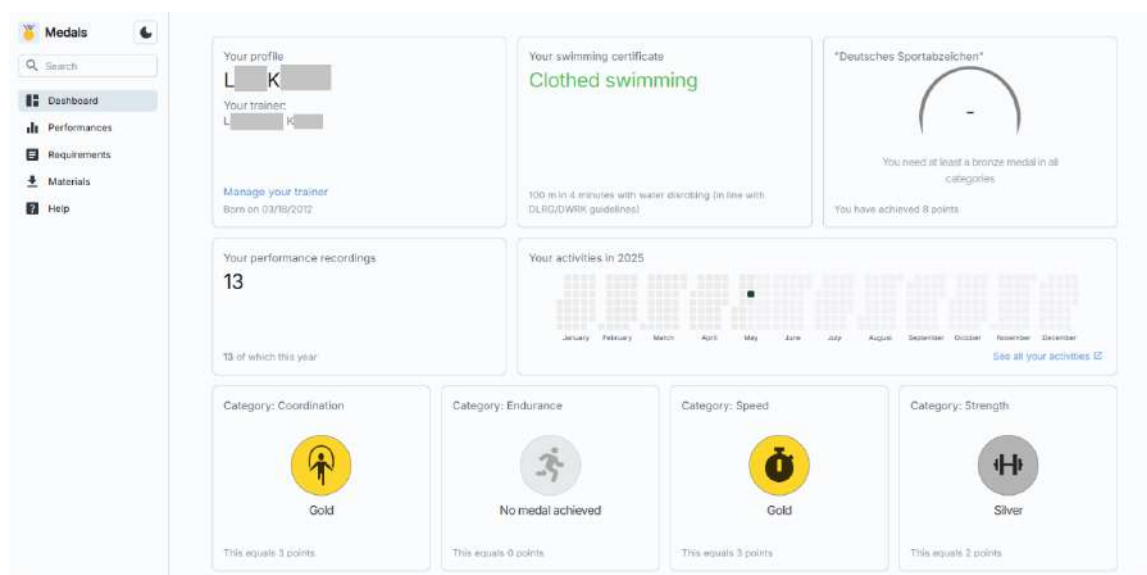 Medals
Search
Dashboard
Performances
Requirements
Materials
Help
Your profile
L K
Your trainer:
L K
Manage your trainer
Born on 03/18/2012
Your swimming certificate
Clothed swimming
100 m in 4 minutes with water disrobing (in line with
DLRG/DWRK guidelines)
"Deutsches Sportabzeichen"
-
You need at least a bronze medal in all
categories
You have achieved 8 points
Your performance recordings
13
13 of which this year
Your activities in 2025
January February March April May June July August September October November December
See all your activities
Category: Coordination
Gold
This equals 3 points
Category: Endurance
No medal achieved
This equals 0 points
Category: Speed
Gold
This equals 3 points
Category: Strength
Silver
This equals 2 points